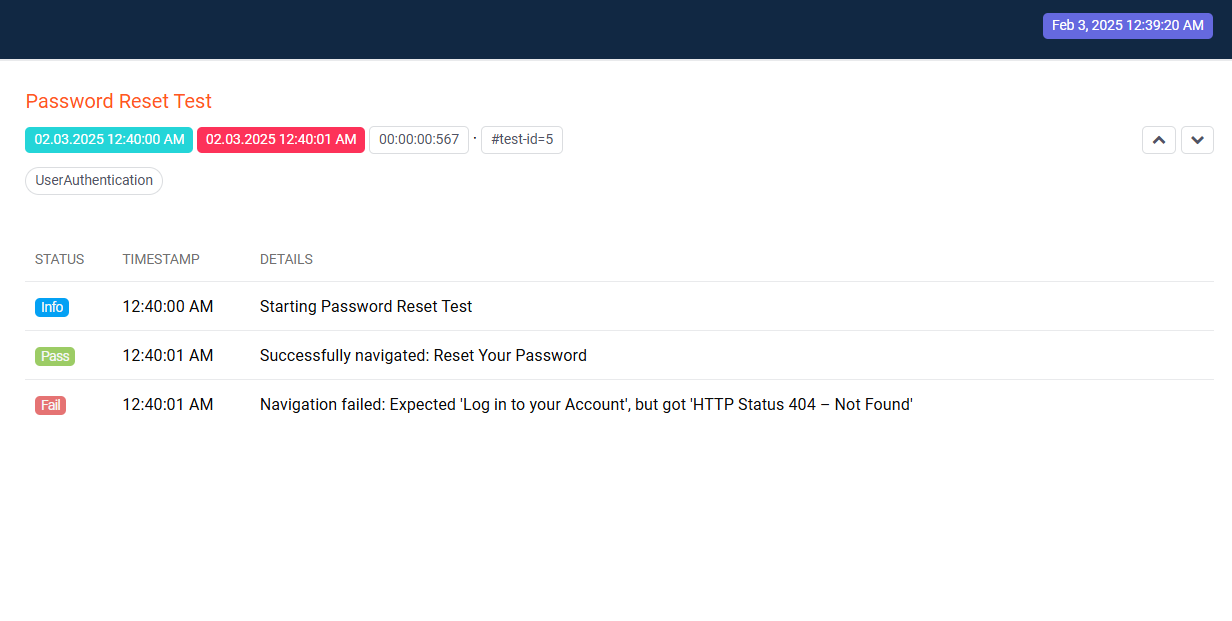 Feb 3, 2025 12:39:20 AM
Password Reset Test
02.03.2025 12:40:00 AM 02.03.2025 12:40:01 AM 00:00:00:567 · #test-id=5
UserAuthentication
STATUS TIMESTAMP DETAILS
Info 12:40:00 AM Starting Password Reset Test
Pass 12:40:01 AM Successfully navigated: Reset Your Password
Fail 12:40:01 AM Navigation failed: Expected 'Log in to your Account', but got 'HTTP Status 404 – Not Found'